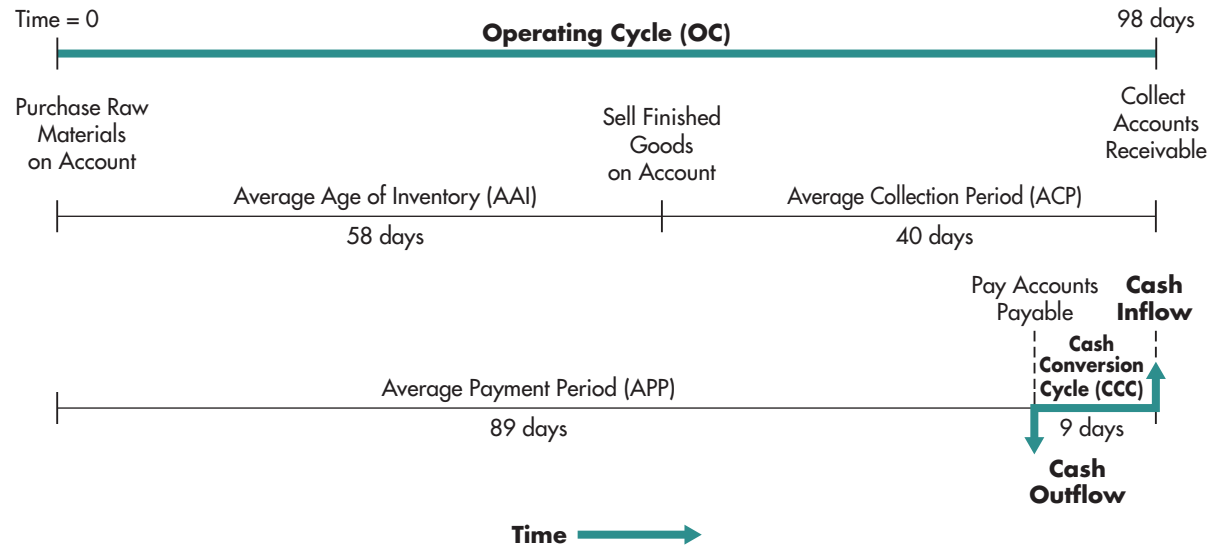 Time = 0
98 days
Operating Cycle (OC)
Purchase Raw
Materials
on Account
Sell Finished
Goods
on Account
Collect
Accounts
Receivable
Average Age of Inventory (AAI)
Average Collection Period (ACP)
58 days
40 days
Pay Accounts
Payable
Cash
Inflow
Cash
Conversion
Cycle (CCC)
Average Payment Period (APP)
89 days
9 days
Cash
Outflow
Time